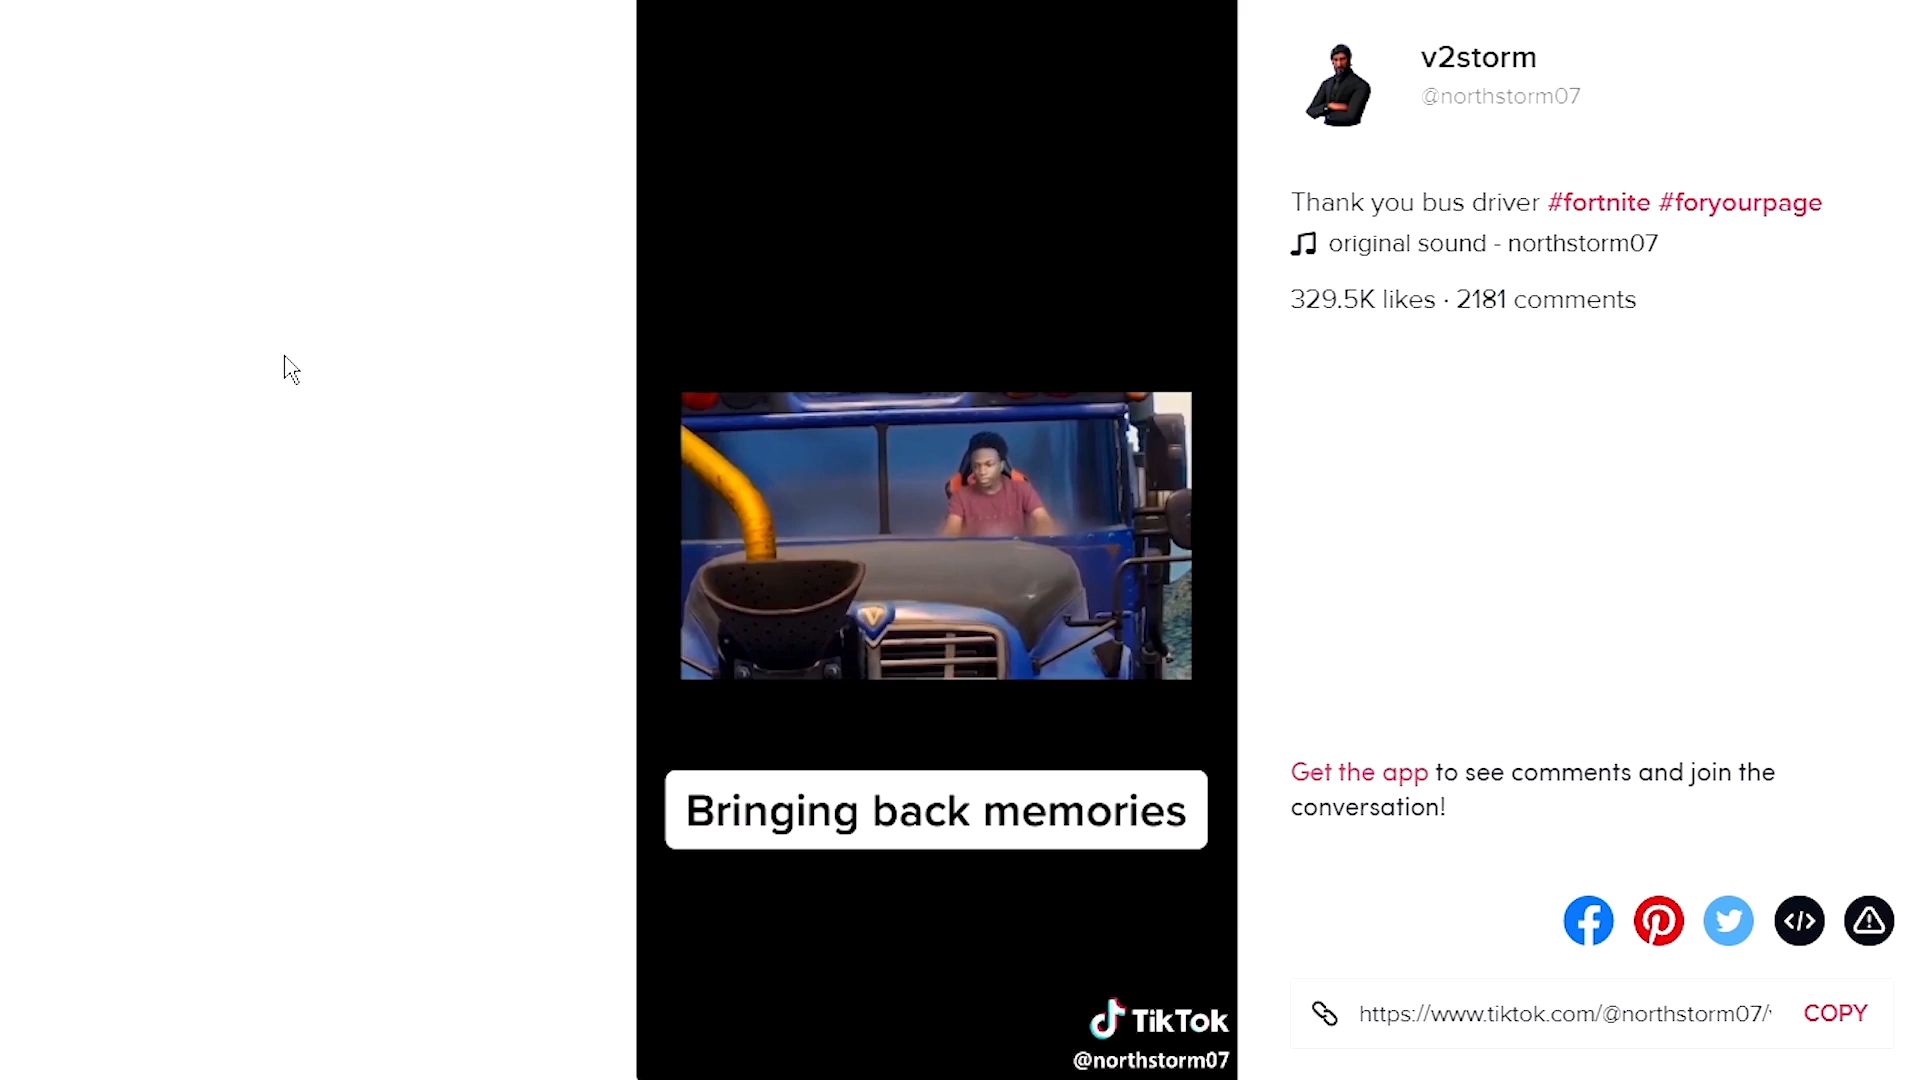 v2storm
@northstorm07
Thank you bus driver #fortnite #foryourpage
original sound - northstorm07
329.5K likes · 2181 comments
Bringing back memories
Get the app to see comments and join the
conversation!
TikTok
@northstorm07
https://www.tiktok.com/@northstorm07/
COPY